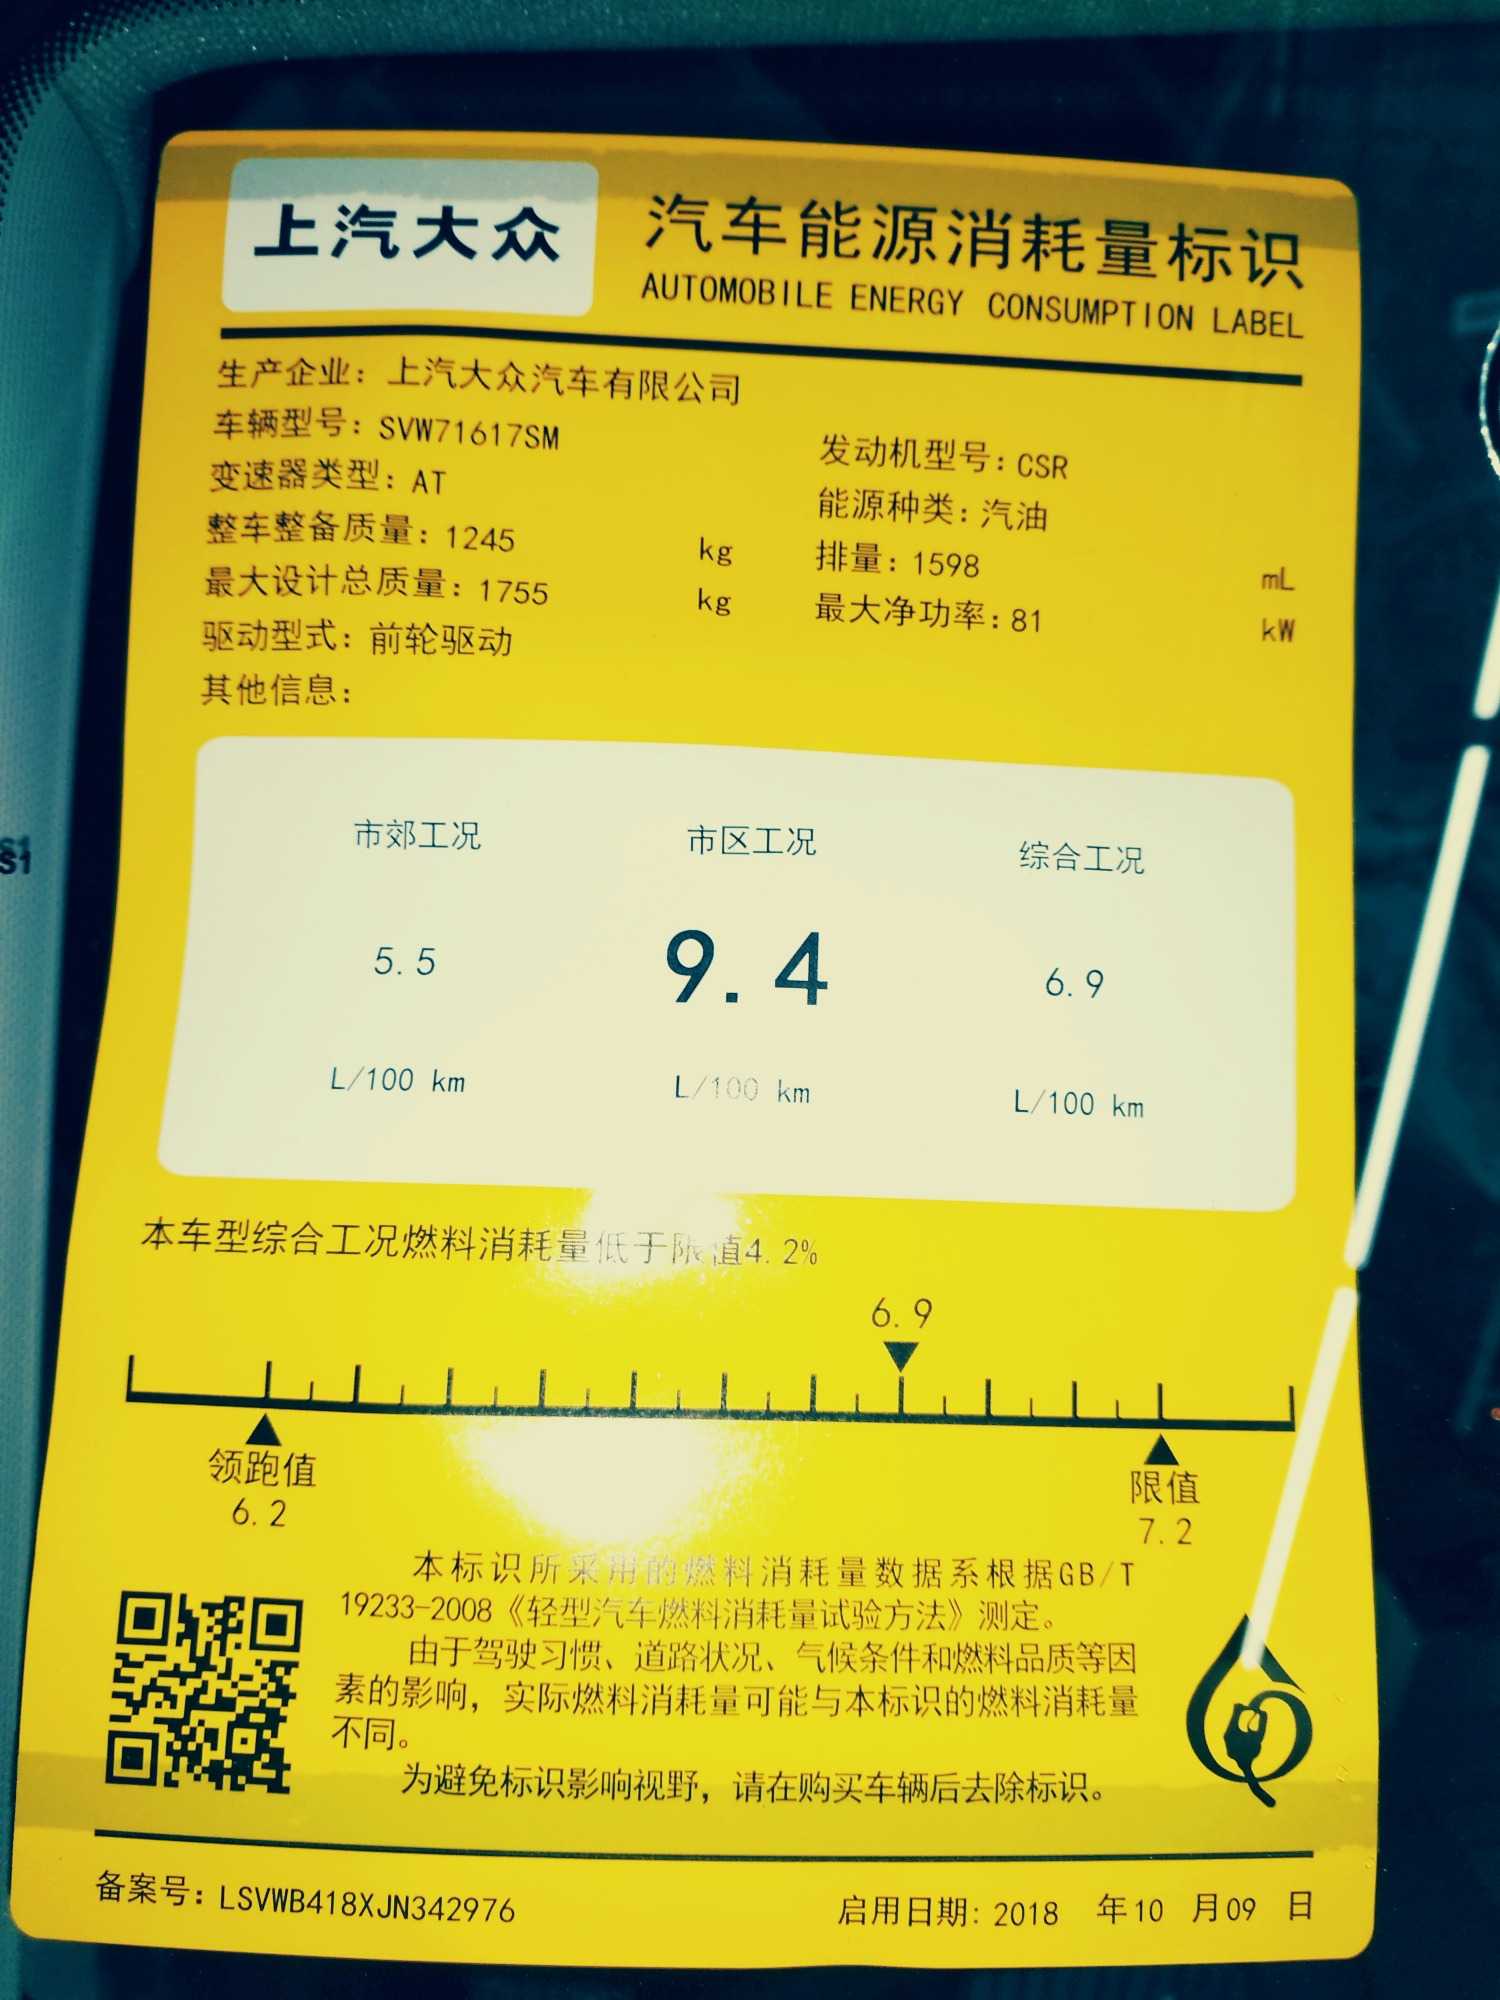 上汽大众
汽车能源消耗量标识
AUTOMOBILE ENERGY CONSUMPTION LABEL
生产企业：上汽大众汽车有限公司
车辆型号：SVW71617SM
发动机型号：CSR
变速器类型：AT
能源种类：汽油
整车整备质量：1245 kg
排量：1598 mL
最大设计总质量：1755 kg
最大净功率：81 kW
驱动型式：前轮驱动
其他信息：
市郊工况 市区工况 综合工况
5.5 9.4 6.9
L/100 km L/100 km L/100 km
本车型综合工况燃料消耗量低于限值4.2%
6.9
领跑值 限值
6.2 7.2
本标识所采用的燃料消耗量数据系根据GB/T
19233-2008《轻型汽车燃料消耗量试验方法》测定。
由于驾驶习惯、道路状况、气候条件和燃料品质等因
素的影响，实际燃料消耗量可能与本标识的燃料消耗量
不同。
为避免标识影响视野，请在购买车辆后去除标识。
备案号：LSVWB418XJN342976 启用日期：2018 年10 月09 日
S1